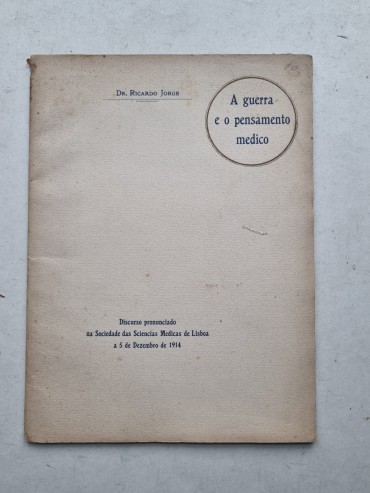 Dr. Ricardo Jorge
A guerra
e o pensamento
medico
Discurso pronunciado
na Sociedade das Sciencias Medicas de Lisboa
a 5 de Dezembro de 1914